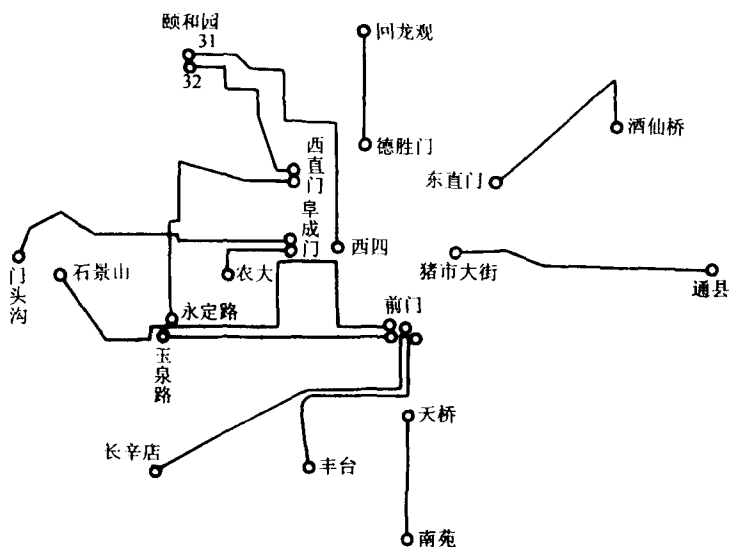 颐和园
31
32
回龙观
酒仙桥
德胜门
西直门
东直门
阜成门
西四
猪市大街
农大
门头沟
石景山
通县
永定路
前门
玉泉路
天桥
长辛店
丰台
南苑